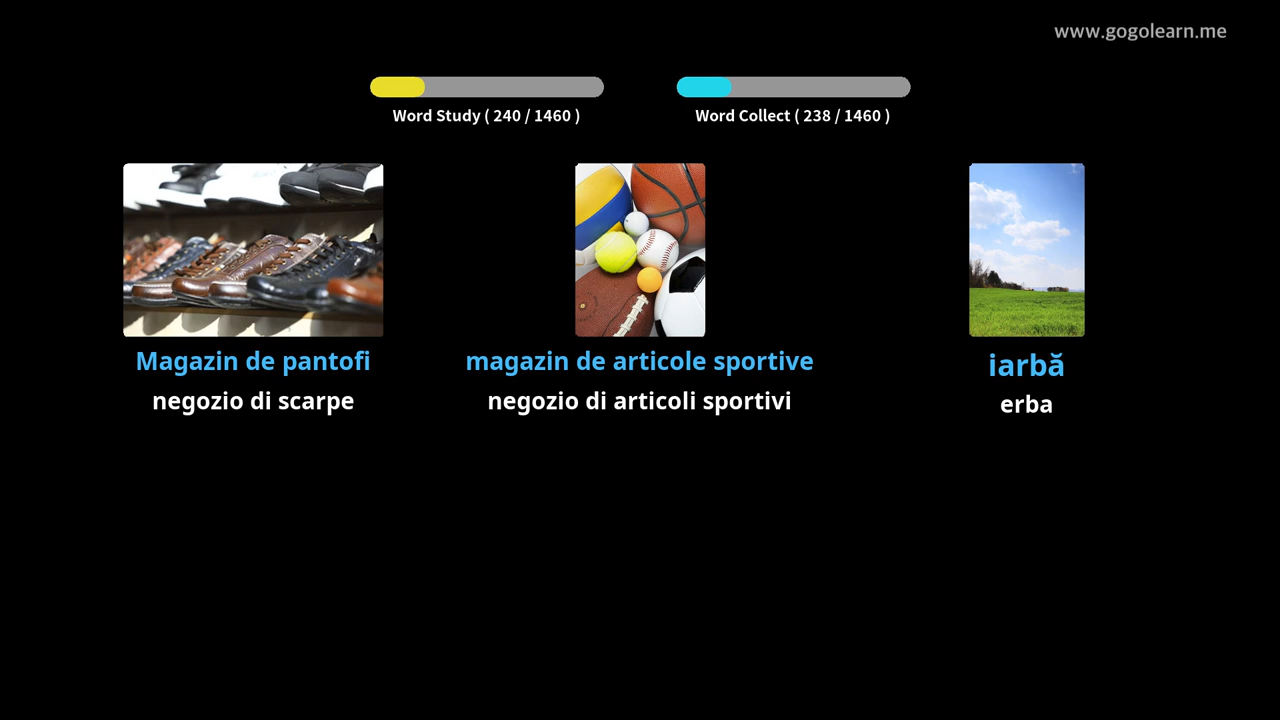 www.gogolearn.me
Word Study ( 240 / 1460 )
Word Collect ( 238 / 1460 )
Magazin de pantofi
negozio di scarpe
magazin de articole sportive
negozio di articoli sportivi
iarbă
erba